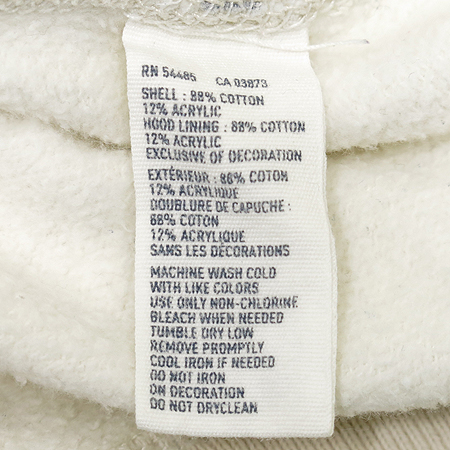 RN 54485 CA 03873
SHELL : 88% COTTON
12% ACRYLIC
HOOD LINING : 88% COTTON
12% ACRYLIC
EXCLUSIVE OF DECORATION
EXTÉRIEUR : 88% COTON
12% ACRYLIQUE
DOUBLURE DE CAPUCHE :
88% COTON
12% ACRYLIQUE
SANS LES DÉCORATIONS
MACHINE WASH COLD
WITH LIKE COLORS
USE ONLY NON-CHLORINE
BLEACH WHEN NEEDED
TUMBLE DRY LOW
REMOVE PROMPTLY
COOL IRON IF NEEDED
DO NOT IRON
ON DECORATION
DO NOT DRYCLEAN